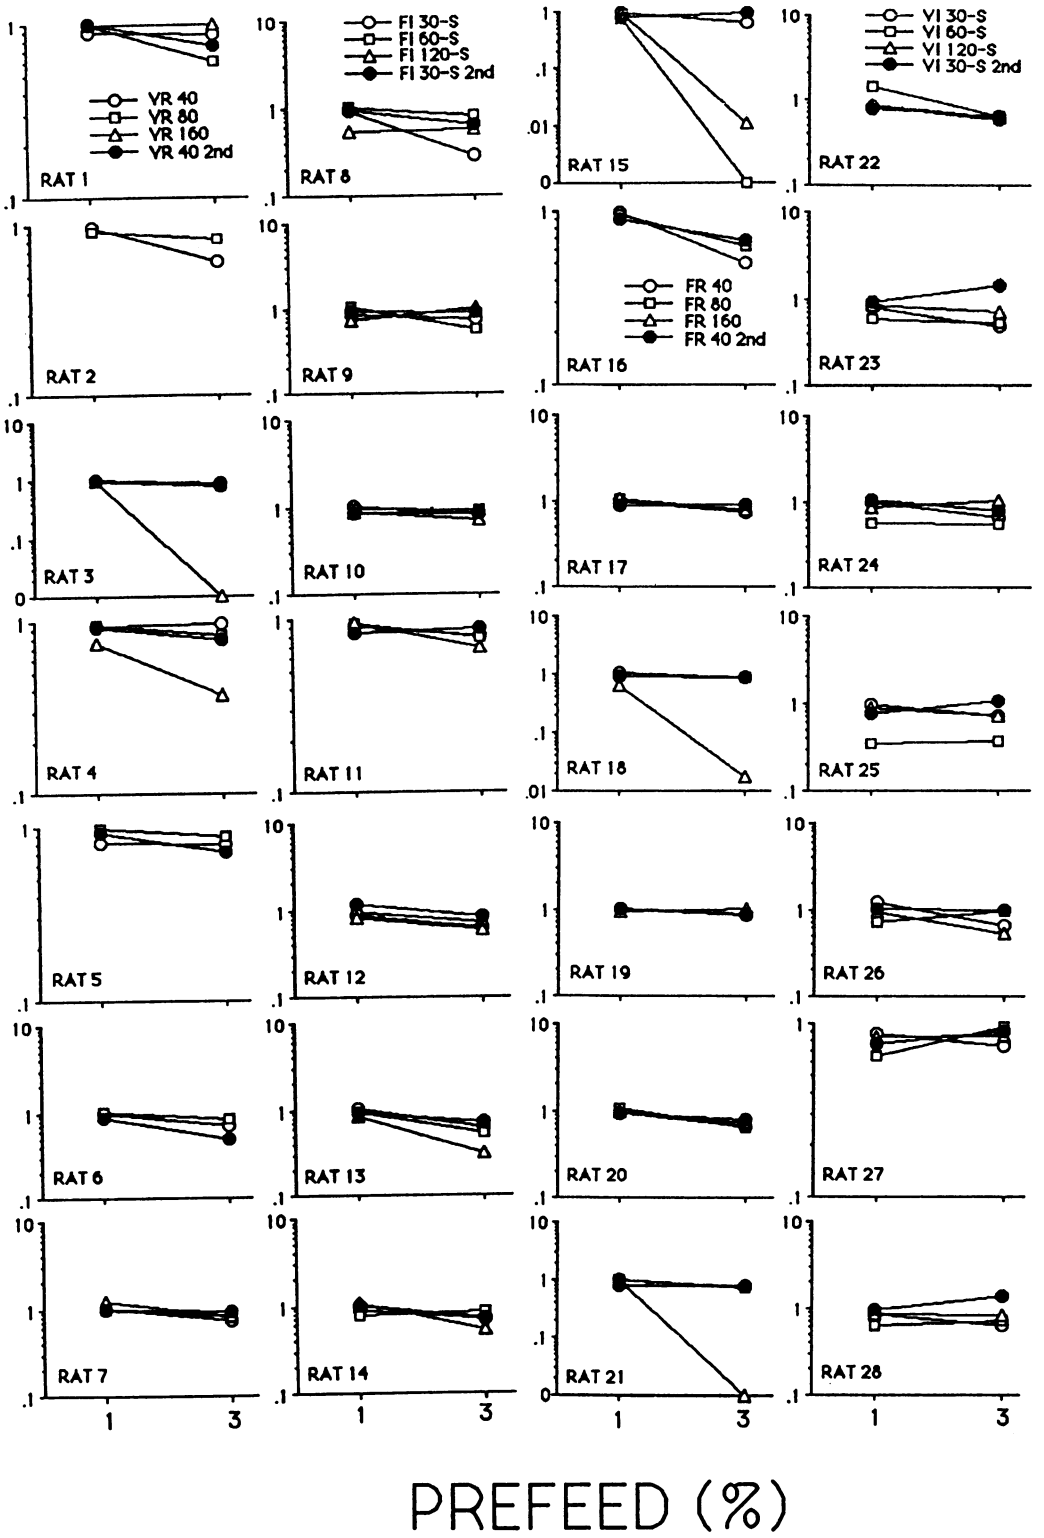 1
VR 40
VR 80
VR 160
VR 40 2nd
RAT 1
.1
10
FI 30-S
FI 60-S
FI 120-S
FI 30-S 2nd
1
RAT 8
.1
1
.1
.01
RAT 15
0
10
VI 30-S
VI 60-S
VI 120-S
VI 30-S 2nd
1
RAT 22
.1
1
RAT 2
.1
10
1
RAT 9
.1
1
FR 40
FR 80
FR 160
FR 40 2nd
RAT 16
.1
10
1
RAT 23
.1
10
1
.1
RAT 3
0
10
1
RAT 10
.1
10
1
RAT 17
.1
10
1
RAT 24
.1
1
RAT 4
.1
1
RAT 11
.1
10
1
.1
RAT 18
.01
10
1
RAT 25
.1
1
RAT 5
.1
10
1
RAT 12
.1
10
1
RAT 19
.1
10
1
RAT 26
.1
10
1
RAT 6
.1
10
1
RAT 13
.1
10
1
RAT 20
.1
1
RAT 27
.1
10
1
RAT 7
.1
1 3
10
1
RAT 14
.1
1 3
10
1
.1
RAT 21
0
1 3
10
1
RAT 28
.1
1 3
PREFEED (%)